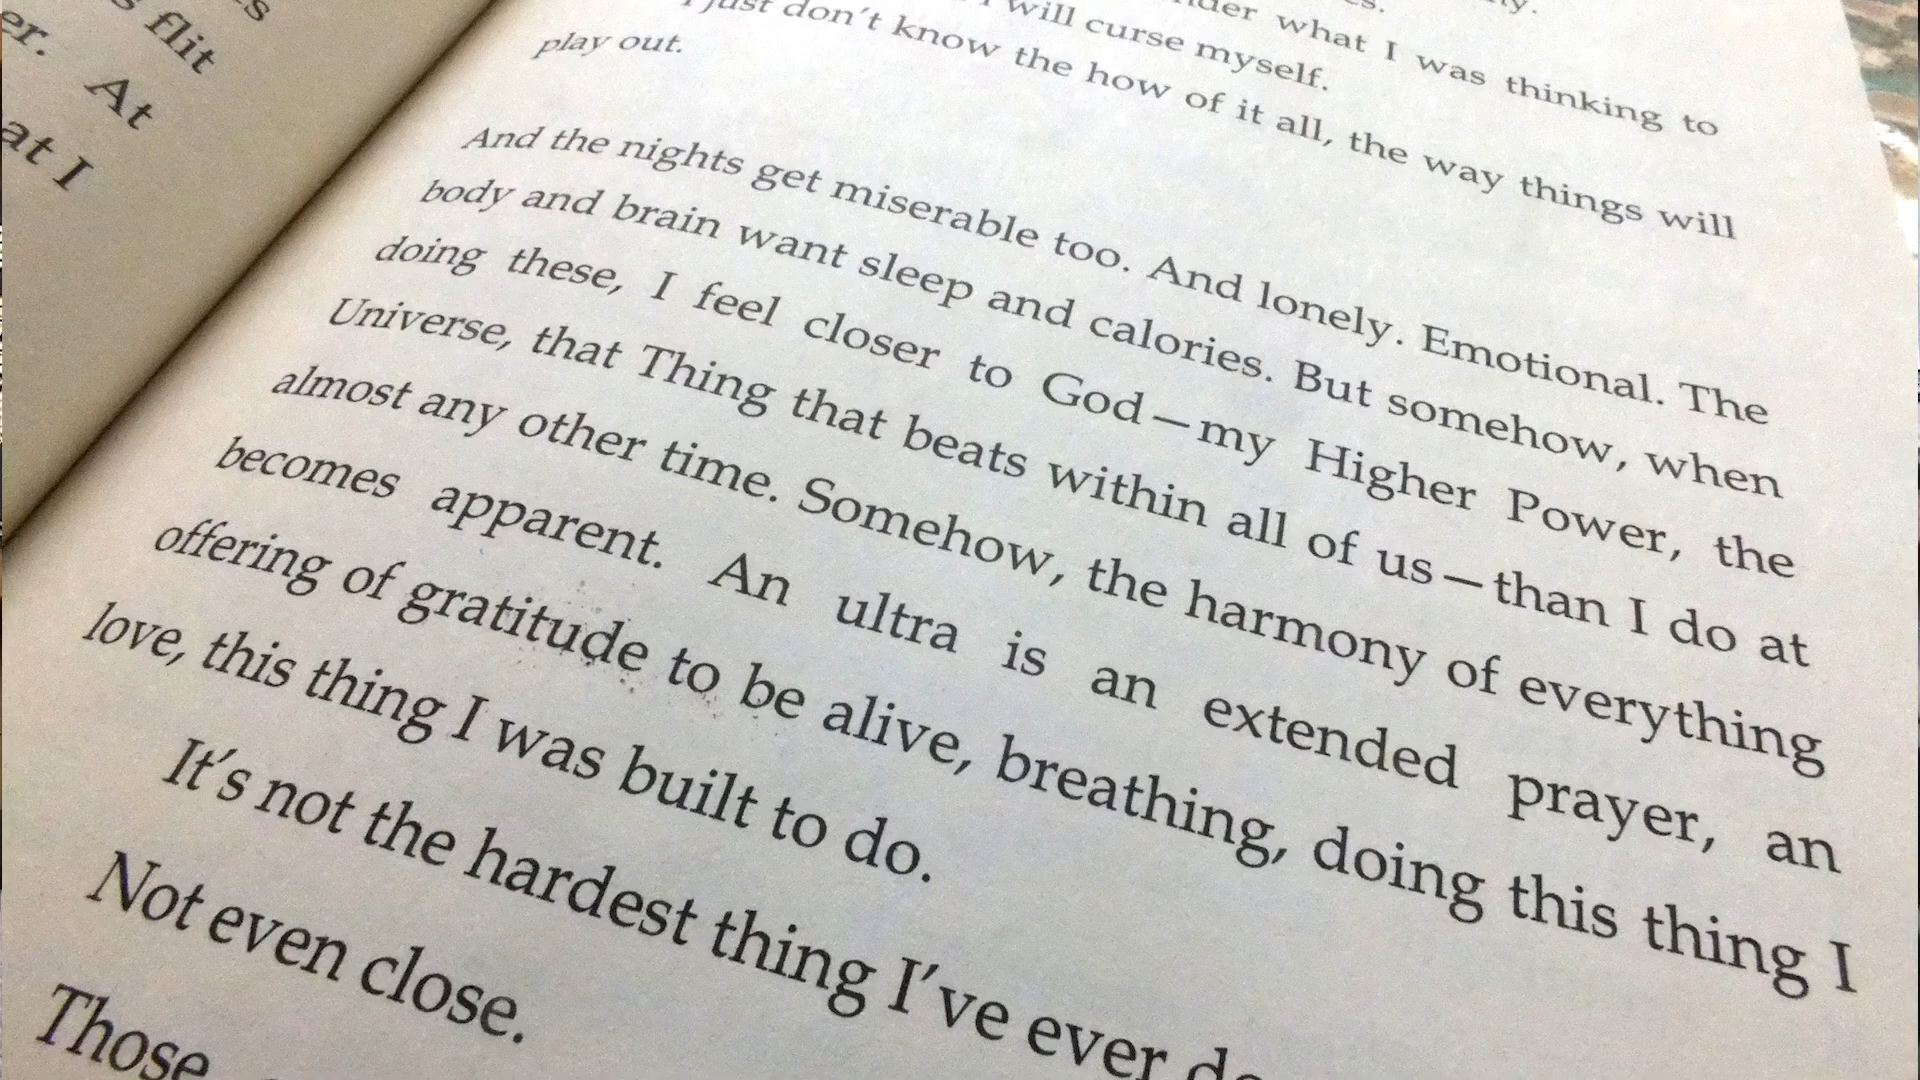 s
s flit
er. At
at I
what I was thinking to
I will curse myself.
I just don't know the how of it all, the way things will
play out.
And the nights get miserable too. And lonely. Emotional. The
body and brain want sleep and calories. But somehow, when
doing these, I feel closer to God—my Higher Power, the
Universe, that Thing that beats within all of us—than I do at
almost any other time. Somehow, the harmony of everything
becomes apparent. An ultra is an extended prayer, an
offering of gratitude to be alive, breathing, doing this thing I
love, this thing I was built to do.
It's not the hardest thing I've ever
Not even close.
Those